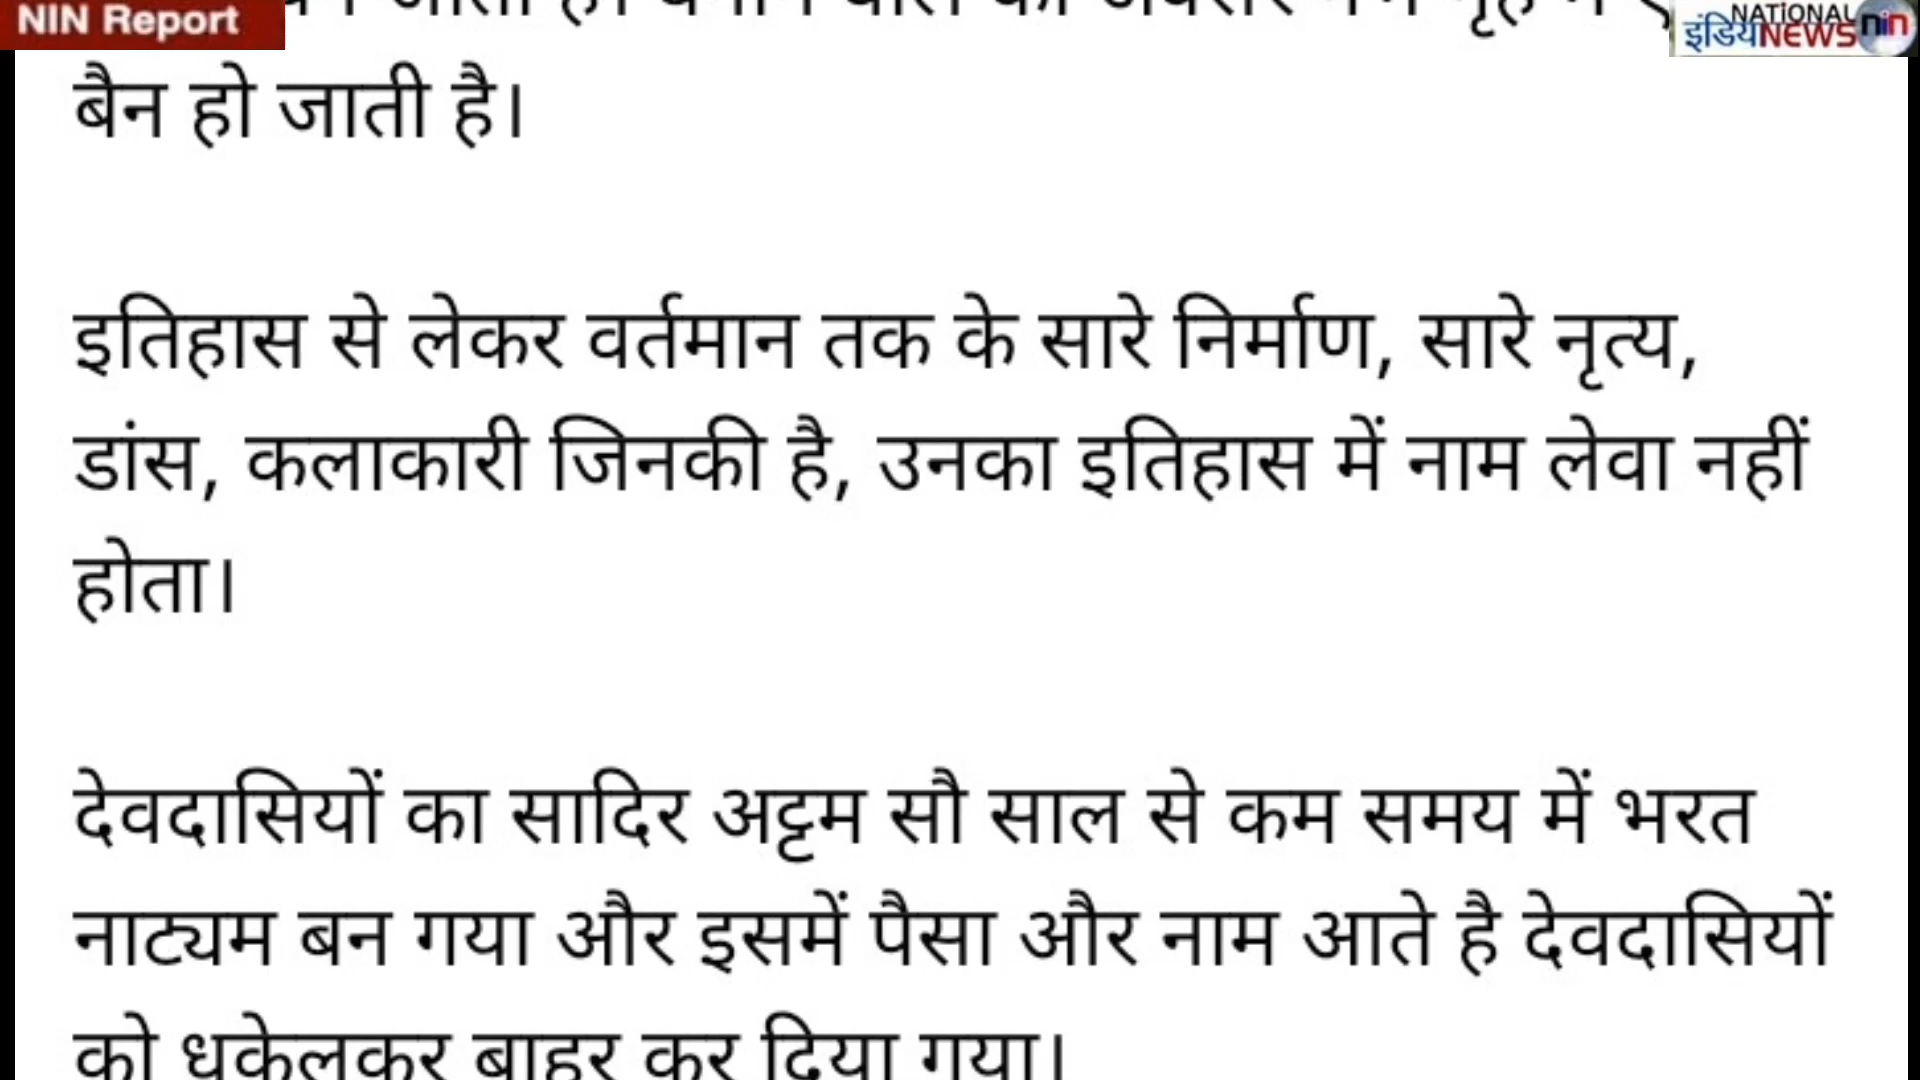 NIN Report
NATiONAL
इंडियाNEWS nin
बैन हो जाती है।
इतिहास से लेकर वर्तमान तक के सारे निर्माण, सारे नृत्य,
डांस, कलाकारी जिनकी है, उनका इतिहास में नाम लेवा नहीं
होता।
देवदासियों का सादिर अट्टम सौ साल से कम समय में भरत
नाट्यम बन गया और इसमें पैसा और नाम आते है देवदासियों
को धकेलकर बाहर कर दिया गया।